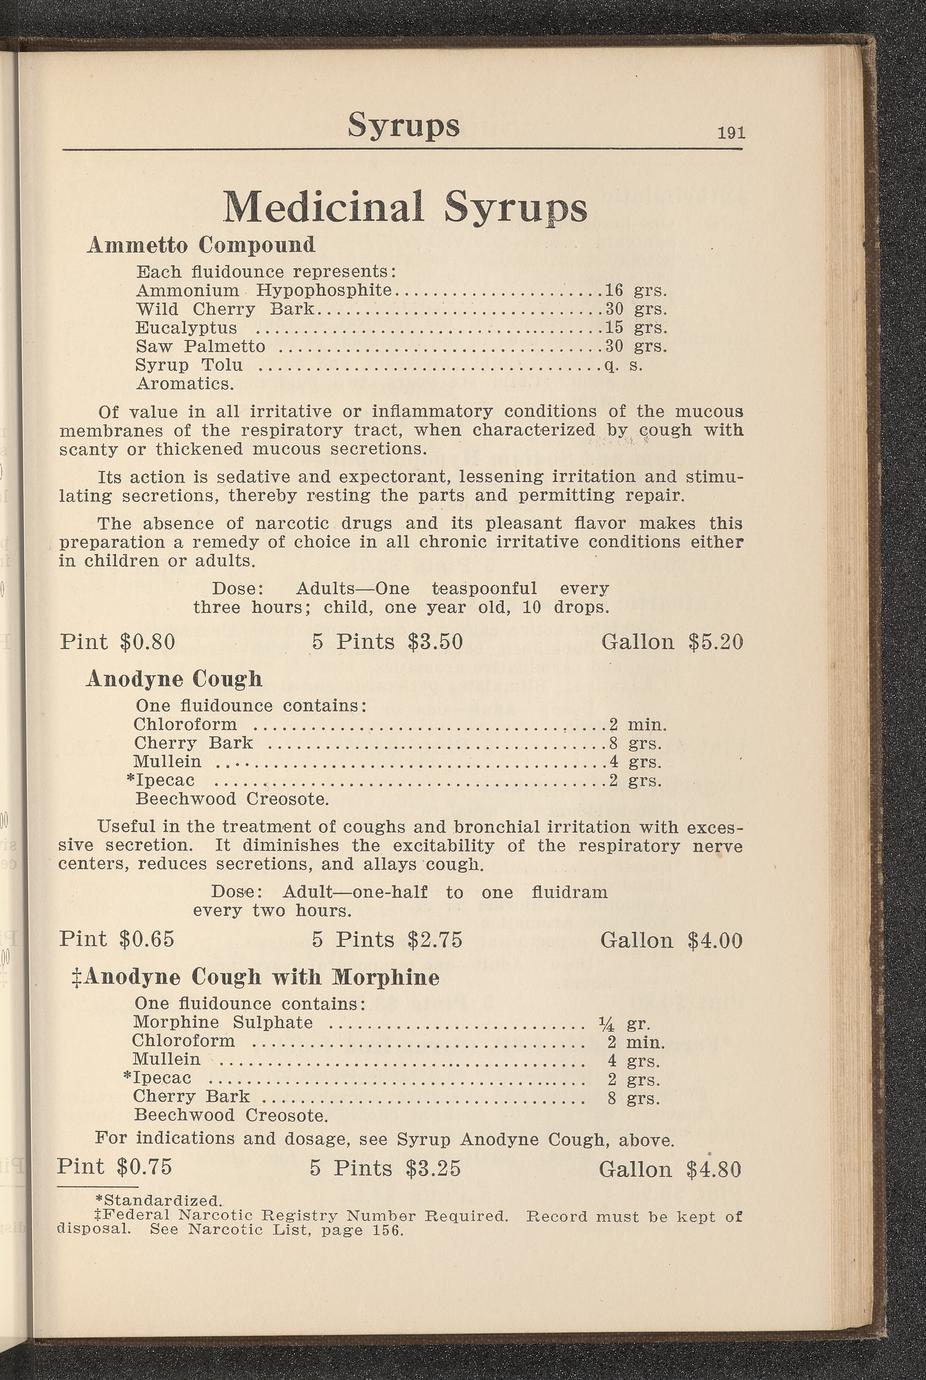 Syrups 191
Medicinal Syrups
Ammetto Compound
Each fluidounce represents:
Ammonium Hypophosphite......................16 grs.
Wild Cherry Bark..............................30 grs.
Eucalyptus ....................................15 grs.
Saw Palmetto ..................................30 grs.
Syrup Tolu ....................................q. s.
Aromatics.
Of value in all irritative or inflammatory conditions of the mucous
membranes of the respiratory tract, when characterized by cough with
scanty or thickened mucous secretions.
Its action is sedative and expectorant, lessening irritation and stimu-
lating secretions, thereby resting the parts and permitting repair.
The absence of narcotic drugs and its pleasant flavor makes this
preparation a remedy of choice in all chronic irritative conditions either
in children or adults.
Dose: Adults—One teaspoonful every
three hours; child, one year old, 10 drops.
Pint $0.80 5 Pints $3.50 Gallon $5.20
Anodyne Cough
One fluidounce contains:
Chloroform .....................................2 min.
Cherry Bark ....................................8 grs.
Mullein .........................................4 grs.
*Ipecac .........................................2 grs.
Beechwood Creosote.
Useful in the treatment of coughs and bronchial irritation with exces-
sive secretion. It diminishes the excitability of the respiratory nerve
centers, reduces secretions, and allays cough.
Dose: Adult—one-half to one fluidram
every two hours.
Pint $0.65 5 Pints $2.75 Gallon $4.00
‡Anodyne Cough with Morphine
One fluidounce contains:
Morphine Sulphate ........................... ¼ gr.
Chloroform ................................... 2 min.
Mullein ...................................... 4 grs.
*Ipecac ....................................... 2 grs.
Cherry Bark .................................. 8 grs.
Beechwood Creosote.
For indications and dosage, see Syrup Anodyne Cough, above.
Pint $0.75 5 Pints $3.25 Gallon $4.80
*Standardized.
‡Federal Narcotic Registry Number Required. Record must be kept of
disposal. See Narcotic List, page 156.